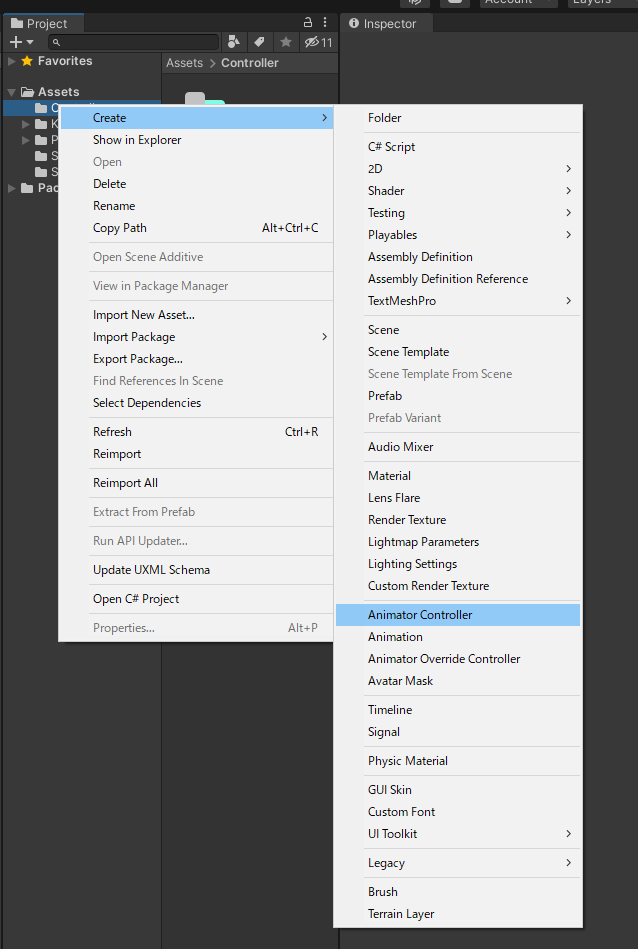 Account
Layers
Project
Inspector
11
Favorites
Assets > Controller
Assets
Create
Show in Explorer
Open
Delete
Rename
Copy Path Alt+Ctrl+C
Open Scene Additive
View in Package Manager
Import New Asset...
Import Package
Export Package...
Find References In Scene
Select Dependencies
Refresh Ctrl+R
Reimport
Reimport All
Extract From Prefab
Run API Updater...
Update UXML Schema
Open C# Project
Properties... Alt+P
Folder
C# Script
2D
Shader
Testing
Playables
Assembly Definition
Assembly Definition Reference
TextMeshPro
Scene
Scene Template
Scene Template From Scene
Prefab
Prefab Variant
Audio Mixer
Material
Lens Flare
Render Texture
Lightmap Parameters
Lighting Settings
Custom Render Texture
Animator Controller
Animation
Animator Override Controller
Avatar Mask
Timeline
Signal
Physic Material
GUI Skin
Custom Font
UI Toolkit
Legacy
Brush
Terrain Layer